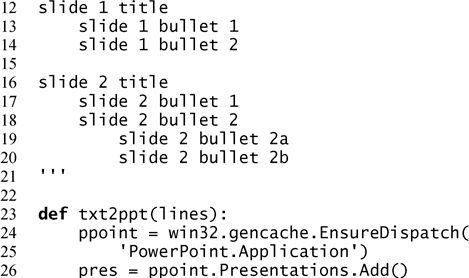 12 slide 1 title
13     slide 1 bullet 1
14     slide 1 bullet 2
15
16 slide 2 title
17     slide 2 bullet 1
18     slide 2 bullet 2
19         slide 2 bullet 2a
20         slide 2 bullet 2b
21 '''
22
23 def txt2ppt(lines):
24     ppoint = win32.gencache.EnsureDispatch(
25         'PowerPoint.Application')
26     pres = ppoint.Presentations.Add()